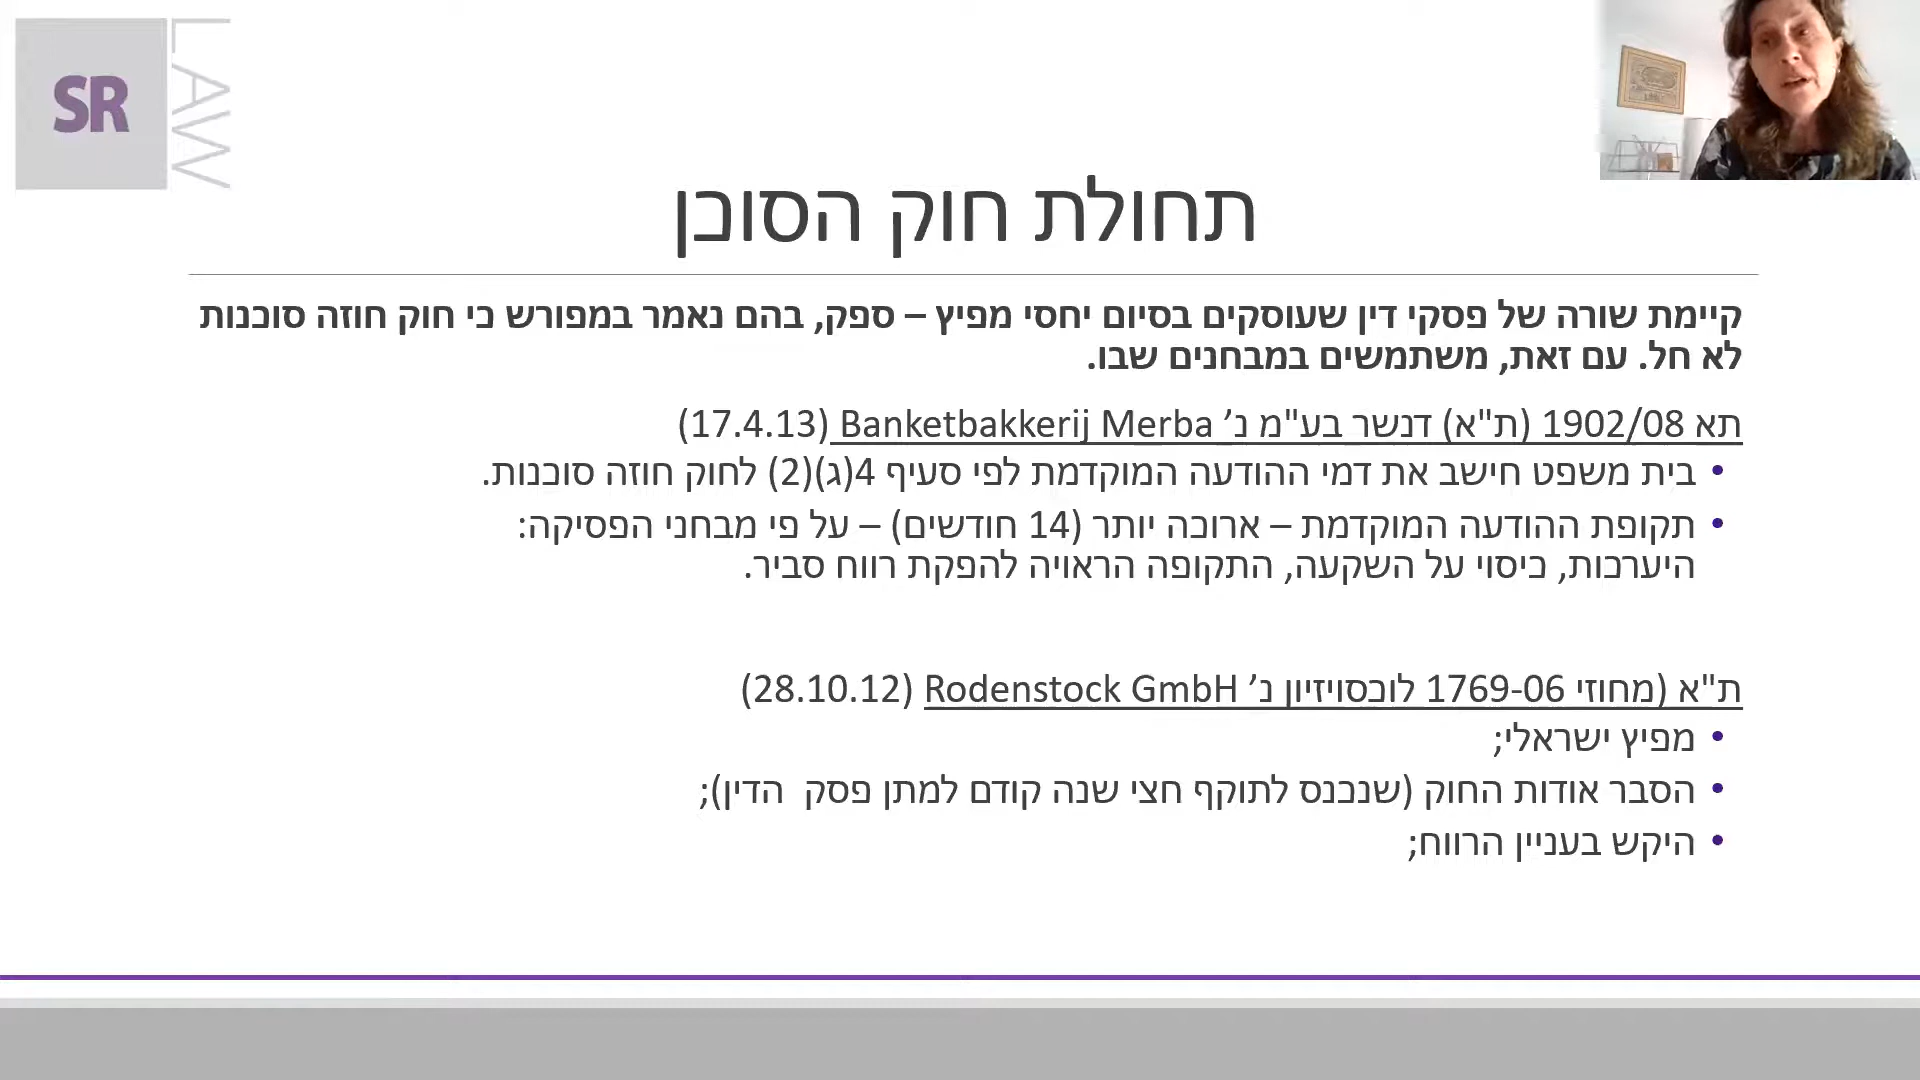 SR
LAW
תחולת חוק הסוכן
קיימת שורה של פסקי דין שעוסקים בסיום יחסי מפיץ – ספק, בהם נאמר במפורש כי חוק חוזה סוכנות
לא חל. עם זאת, משתמשים במבחנים שבו.
תא 1902/08 (ת"א) דנשר בע"מ נ’ Banketbakkerij Merba (17.4.13)
• בית משפט חישב את דמי ההודעה המוקדמת לפי סעיף 4(ג)(2) לחוק חוזה סוכנות.
• תקופת ההודעה המוקדמת – ארוכה יותר (14 חודשים) – על פי מבחני הפסיקה:
היערכות, כיסוי על השקעה, התקופה הראויה להפקת רווח סביר.
ת"א (מחוזי 1769-06 לוכסויזיון נ’ Rodenstock GmbH (28.10.12)
• מפיץ ישראלי;
• הסבר אודות החוק (שנכנס לתוקף חצי שנה קודם למתן פסק הדין);
• היקש בעניין הרווח;